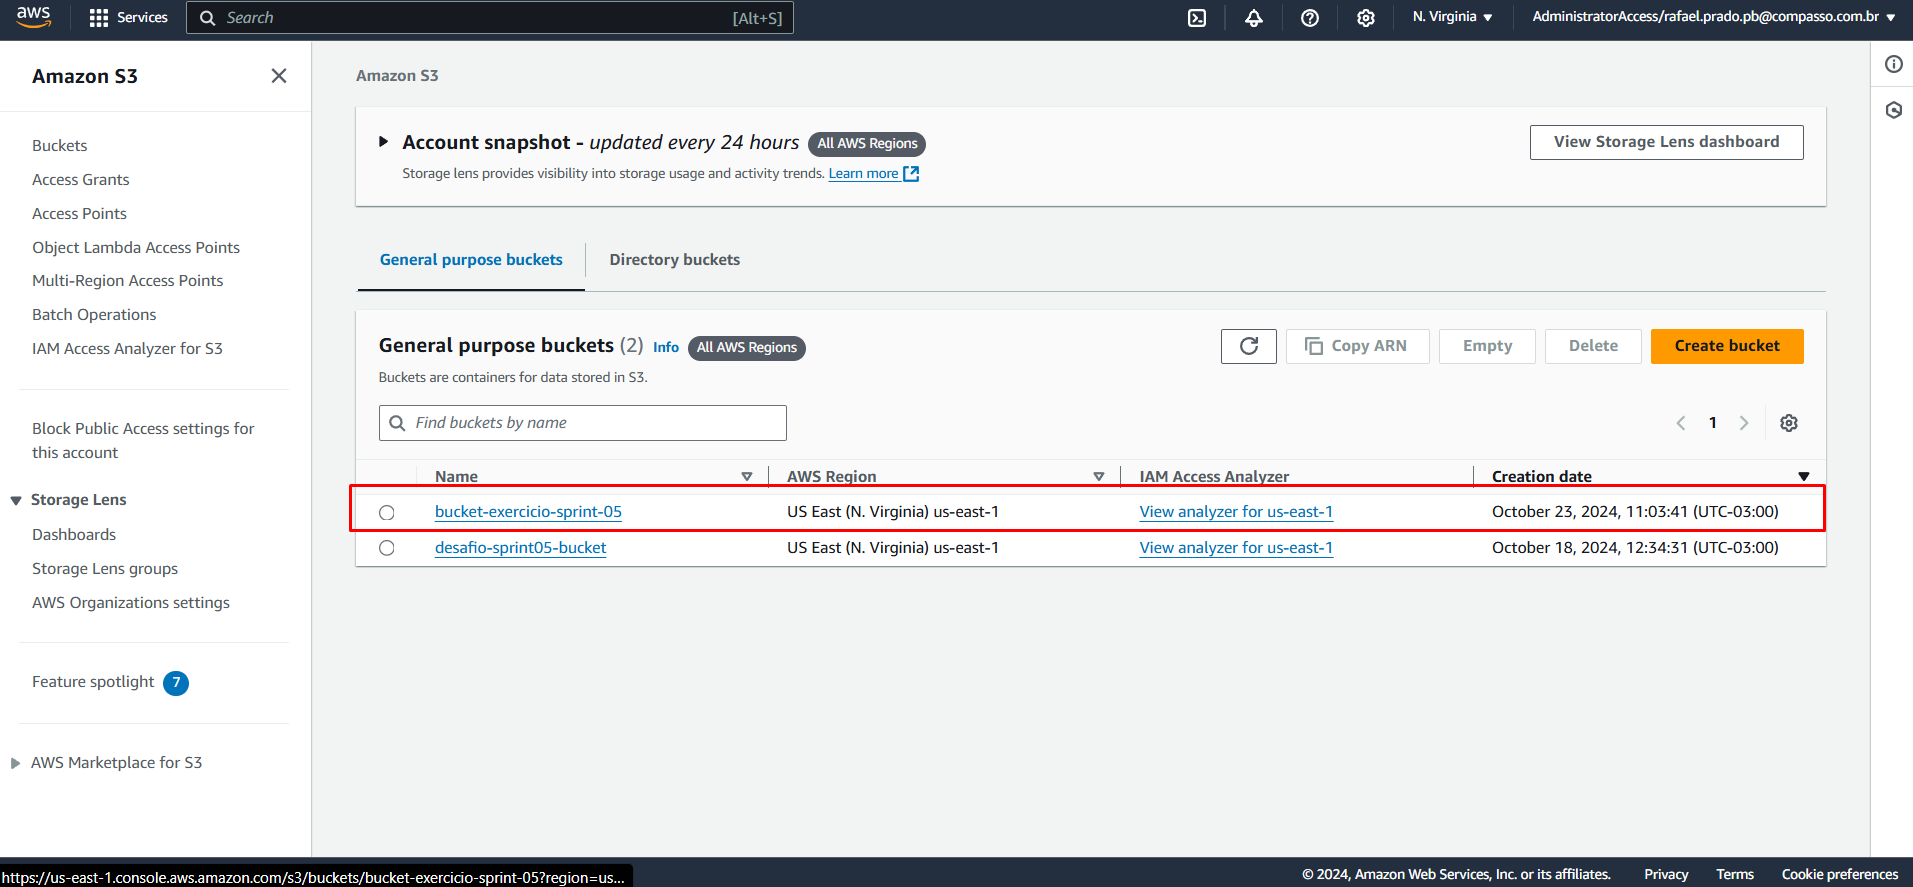 aws Services Search [Alt+S] N. Virginia AdministratorAccess/rafael.prado.pb@compasso.com.br
Amazon S3
Buckets
Access Grants
Access Points
Object Lambda Access Points
Multi-Region Access Points
Batch Operations
IAM Access Analyzer for S3
Block Public Access settings for
this account
Storage Lens
Dashboards
Storage Lens groups
AWS Organizations settings
Feature spotlight 7
AWS Marketplace for S3
Amazon S3
Account snapshot - updated every 24 hours All AWS Regions View Storage Lens dashboard
Storage lens provides visibility into storage usage and activity trends. Learn more
General purpose buckets Directory buckets
General purpose buckets (2) Info All AWS Regions Copy ARN Empty Delete Create bucket
Buckets are containers for data stored in S3.
Find buckets by name 1
Name AWS Region IAM Access Analyzer Creation date
bucket-exercicio-sprint-05 US East (N. Virginia) us-east-1 View analyzer for us-east-1 October 23, 2024, 11:03:41 (UTC-03:00)
desafio-sprint05-bucket US East (N. Virginia) us-east-1 View analyzer for us-east-1 October 18, 2024, 12:34:31 (UTC-03:00)
https://us-east-1.console.aws.amazon.com/s3/buckets/bucket-exercicio-sprint-05?region=us...
© 2024, Amazon Web Services, Inc. or its affiliates. Privacy Terms Cookie preferences